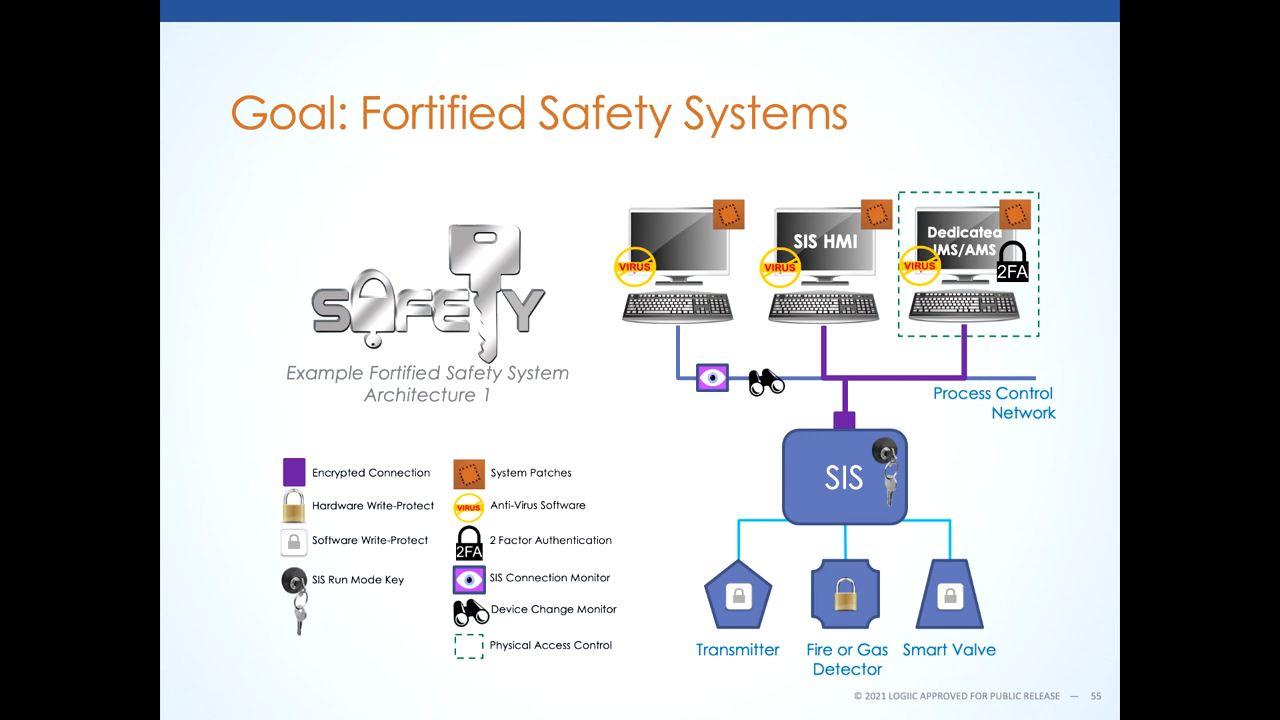 Goal: Fortified Safety Systems
SAFETY
Example Fortified Safety System
Architecture 1
VIRUS
SIS HMI
VIRUS
Dedicated
IMS/AMS
VIRUS
2FA
Process Control
Network
SIS
Transmitter
Fire or Gas
Detector
Smart Valve
Encrypted Connection
Hardware Write-Protect
Software Write-Protect
SIS Run Mode Key
System Patches
VIRUS
Anti-Virus Software
2FA
2 Factor Authentication
SIS Connection Monitor
Device Change Monitor
Physical Access Control
© 2021 LOGIIC APPROVED FOR PUBLIC RELEASE — 55